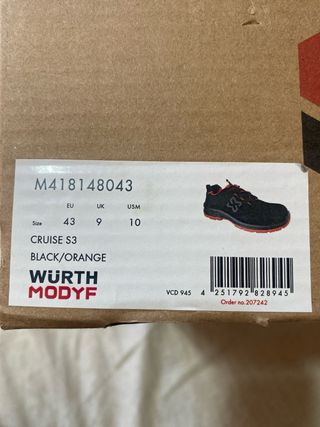 M418148043
EU UK USM
Size 43 9 10
CRUISE S3
BLACK/ORANGE
WÜRTH
MODYF
VCD 945 4 251792 828945
Order no.207242